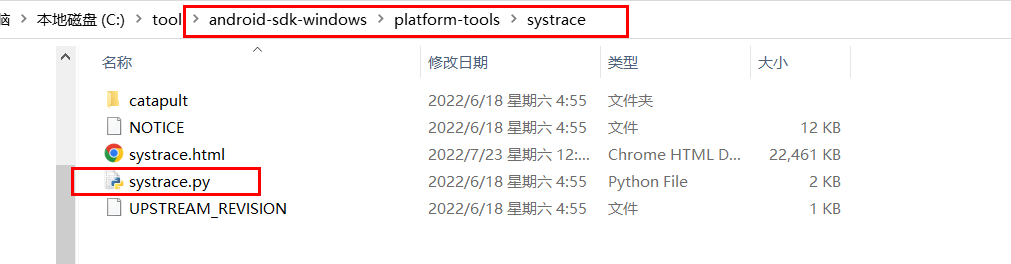 脑 本地磁盘 (C:) tool android-sdk-windows platform-tools systrace
名称 修改日期 类型 大小
catapult 2022/6/18 星期六 4:55 文件夹
NOTICE 2022/6/18 星期六 4:55 文件 12 KB
systrace.html 2022/7/23 星期六 12:... Chrome HTML D... 22,461 KB
systrace.py 2022/6/18 星期六 4:55 Python File 2 KB
UPSTREAM_REVISION 2022/6/18 星期六 4:55 文件 1 KB